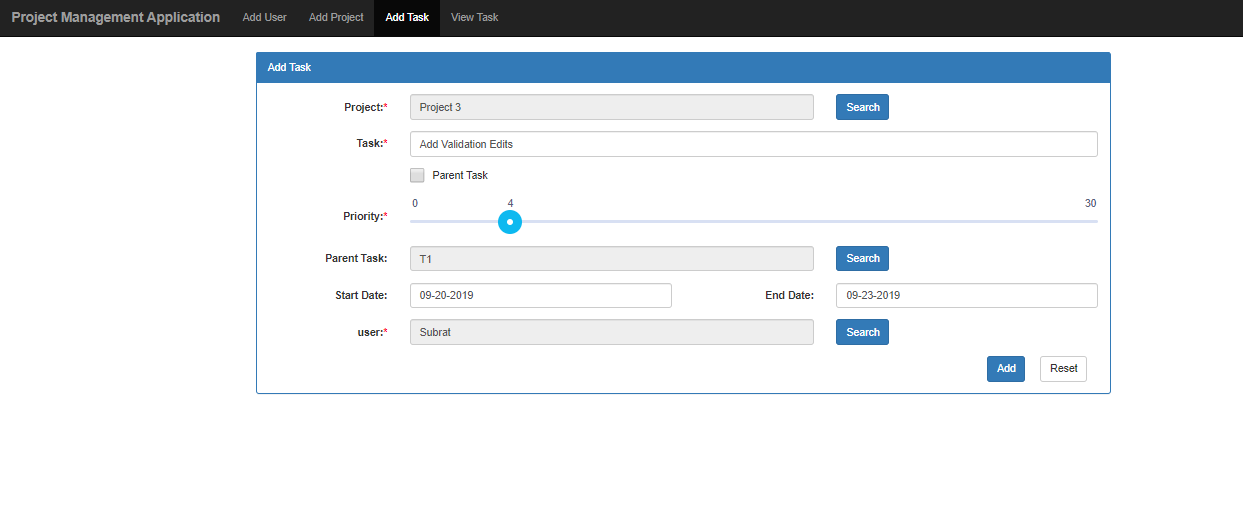 Project Management Application Add User Add Project Add Task View Task
Add Task
Project:* Project 3 Search
Task:* Add Validation Edits
Parent Task
0 4 30
Priority:*
Parent Task: T1 Search
Start Date: 09-20-2019 End Date: 09-23-2019
user:* Subrat Search
Add Reset